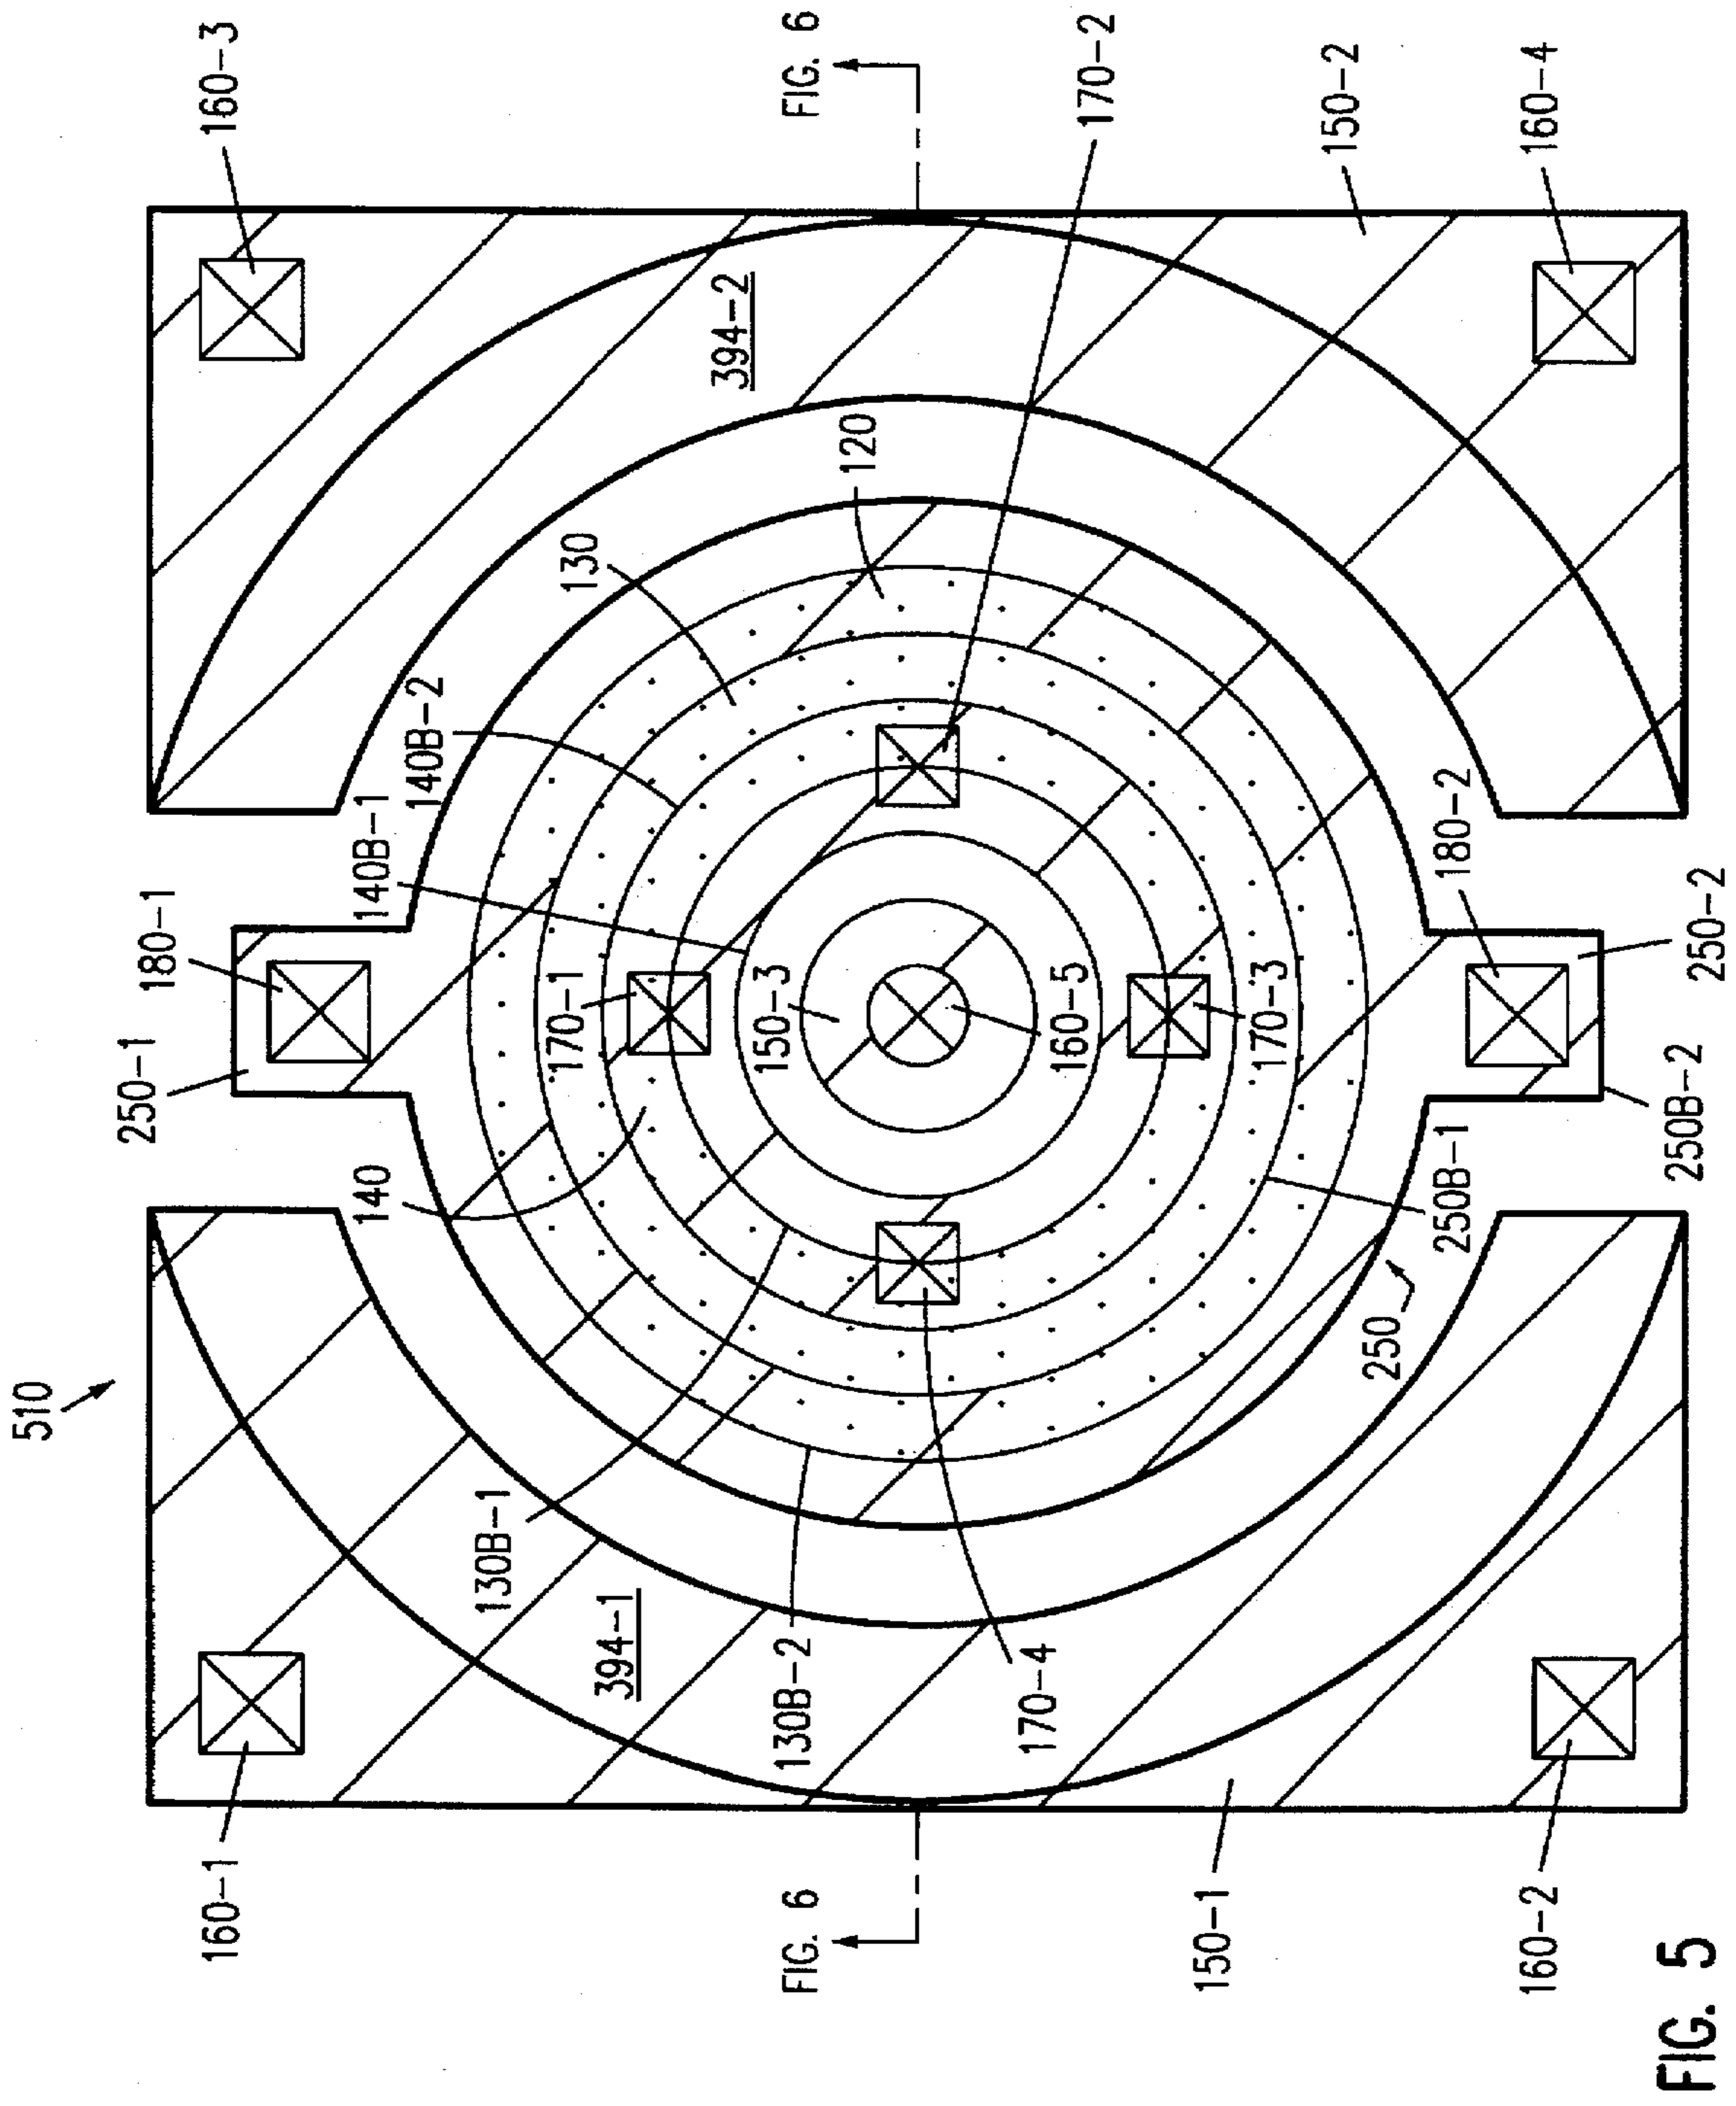 510
160-1
160-3
250-1
180-1
140
140B-1
140B-2
130
130B-1
394-1
394-2
170-1
120
150-3
130B-2
FIG. 6
FIG. 6
160-5
170-4
170-2
170-3
150-1
150-2
250
250B-1
180-2
160-2
160-4
250B-2
250-2
FIG. 5